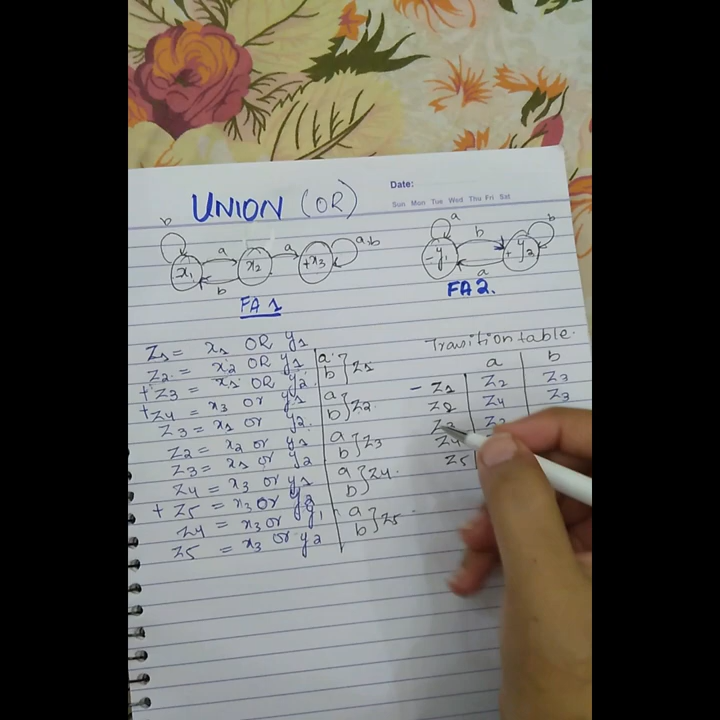 Date:
UNION (OR)
Sun Mon Tue Wed Thu Fri Sat
b a a a,b
-x1 x2 +x3
b
FA 1
a b b
-y1 + y2
a
FA 2.
Z1 = x1 OR y1
Z2 = x2 OR y1 a
+Z3 = x1 OR y2 b } Z1
+Z4 = x3 or y1 a
Z3 = x1 or y2. b } Z2.
Z2 = x2 or y1 a
Z3 = x1 or y2 b } Z3
Z4 = x3 or y1 a
+ Z5 = x3 or y2 b } Z4.
Z4 = x3 or y1 a
Z5 = x3 or y2 b } Z5.
Transition table.
a b
- Z1 Z2 Z3
Z2 Z4 Z3
Z3 Z2
Z4
Z5